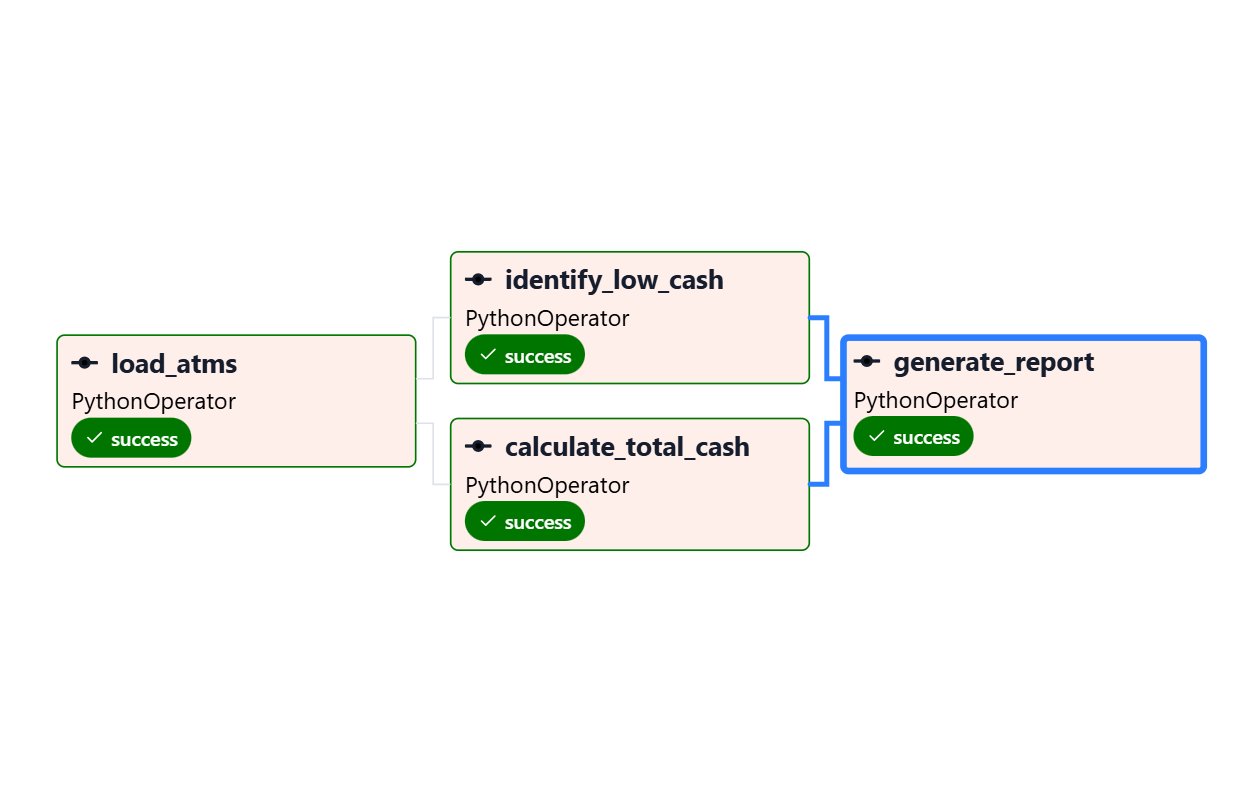 load_atms
PythonOperator
success
identify_low_cash
PythonOperator
success
calculate_total_cash
PythonOperator
success
generate_report
PythonOperator
success